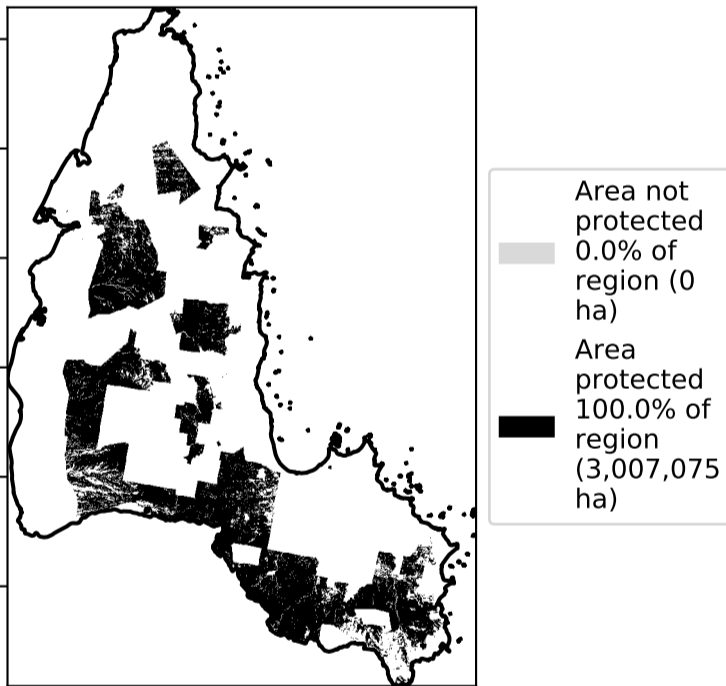 Area not
protected
0.0% of
region (0
ha)
Area
protected
100.0% of
region
(3,007,075
ha)